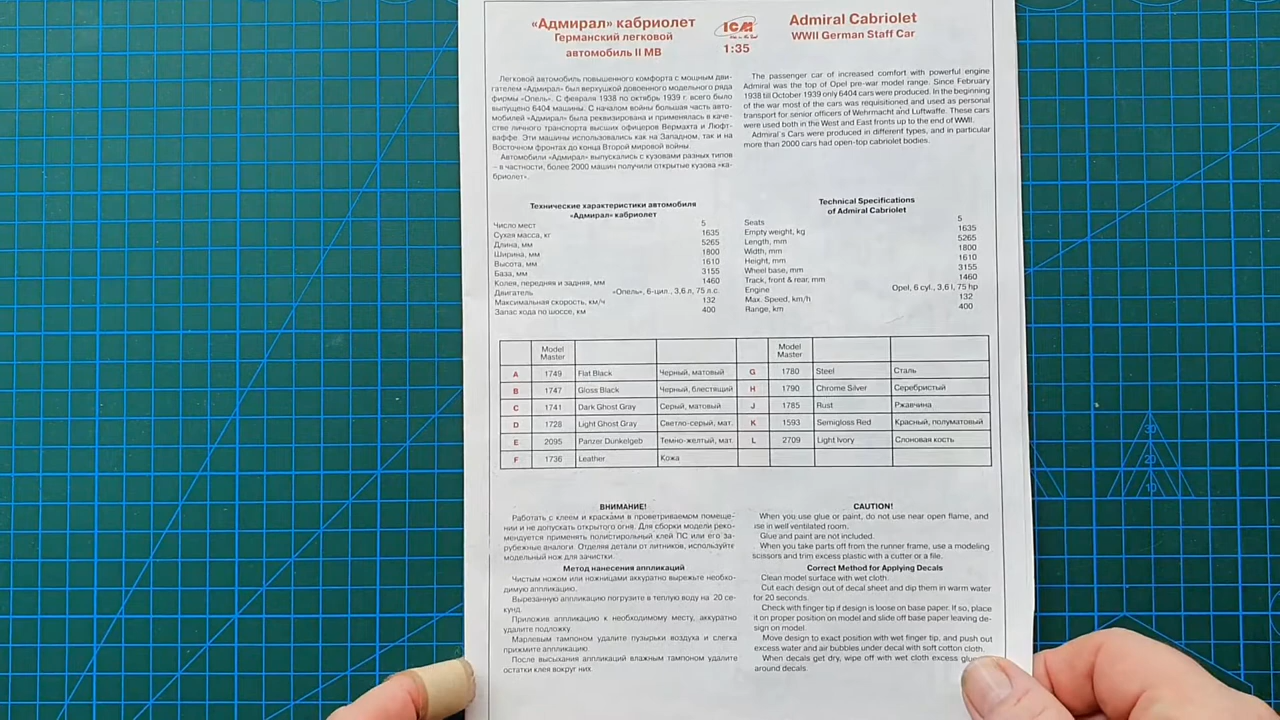 «Адмирал» кабриолет
Германский легковой
автомобиль II МВ
ICM
1:35
Admiral Cabriolet
WWII German Staff Car
Легковой автомобиль повышенного комфорта с мощным дви-
гателем «Адмирал» был верхушкой довоенного модельного ряда
фирмы «Опель». С февраля 1938 по октябрь 1939 г. всего было
выпущено 6404 машины. С началом войны большая часть авто-
мобилей «Адмирал» была реквизирована и применялась в каче-
стве личного транспорта высших офицеров Вермахта и Люфт-
ваффе. Эти машины использовались как на Западном, так и на
Восточном фронтах до конца Второй мировой войны.
Автомобили «Адмирал» выпускались с кузовами разных типов
– в частности, более 2000 машин получили открытые кузова «ка-
бриолет».
The passenger car of increased comfort with powerful engine
Admiral was the top of Opel pre-war model range. Since February
1938 till October 1939 only 6404 cars were produced. In the beginning
of the war most of the cars was requisitioned and used as personal
transport for senior officers of Wehrmacht and Luftwaffe. These cars
were used both in the West and East fronts up to the end of WWII.
Admiral's Cars were produced in different types, and in particular
more than 2000 cars had open-top cabriolet bodies.
Технические характеристики автомобиля
«Адмирал» кабриолет
Число мест 5
Сухая масса, кг 1635
Длина, мм 5265
Ширина, мм 1800
Высота, мм 1610
База, мм 3155
Колея, передняя и задняя, мм 1460
Двигатель «Опель», 6-цил., 3,6 л, 75 л.с.
Максимальная скорость, км/ч 132
Запас хода по шоссе, км 400
Technical Specifications
of Admiral Cabriolet
Seats 5
Empty weight, kg 1635
Length, mm 5265
Width, mm 1800
Height, mm 1610
Wheel base, mm 3155
Track, front & rear, mm 1460
Engine Opel, 6 cyl., 3,6 l, 75 hp
Max. Speed, km/h 132
Range, km 400
Model Master Model Master
A 1749 Flat Black Черный, матовый G 1780 Steel Сталь
B 1747 Gloss Black Черный, блестящий H 1790 Chrome Silver Серебристый
C 1741 Dark Ghost Gray Серый, матовый J 1785 Rust Ржавчина
D 1728 Light Ghost Gray Светло-серый, мат. K 1593 Semigloss Red Красный, полуматовый
E 2095 Panzer Dunkelgeb Темно-желтый, мат. L 2709 Light Ivory Слоновая кость
F 1736 Leather Кожа
ВНИМАНИЕ!
Работать с клеем и красками в проветриваемом помеще-
нии и не допускать открытого огня. Для сборки модели реко-
мендуется применять полистирольный клей ПС или его за-
рубежные аналоги. Отделяя детали от литников, используйте
модельный нож для зачистки.
Метод нанесения аппликаций
Чистым ножом или ножницами аккуратно вырежьте необхо-
димую аппликацию.
Вырезанную аппликацию погрузите в теплую воду на 20 се-
кунд.
Приложив аппликацию к необходимому месту, аккуратно
удалите подложку.
Марлевым тампоном удалите пузырьки воздуха и слегка
прижмите аппликацию.
После высыхания аппликаций влажным тампоном удалите
остатки клея вокруг них.
CAUTION!
When you use glue or paint, do not use near open flame, and
use in well ventilated room.
Glue and paint are not included.
When you take parts off from the runner frame, use a modeling
scissors and trim excess plastic with a cutter or a file.
Correct Method for Applying Decals
Clean model surface with wet cloth.
Cut each design out of decal sheet and dip them in warm water
for 20 seconds.
Check with finger tip if design is loose on base paper. If so, place
it on proper position on model and slide off base paper leaving de-
sign on model.
Move design to exact position with wet finger tip, and push out
excess water and air bubbles under decal with soft cotton cloth.
When decals get dry, wipe off with wet cloth excess glue
around decals.
30
20
10